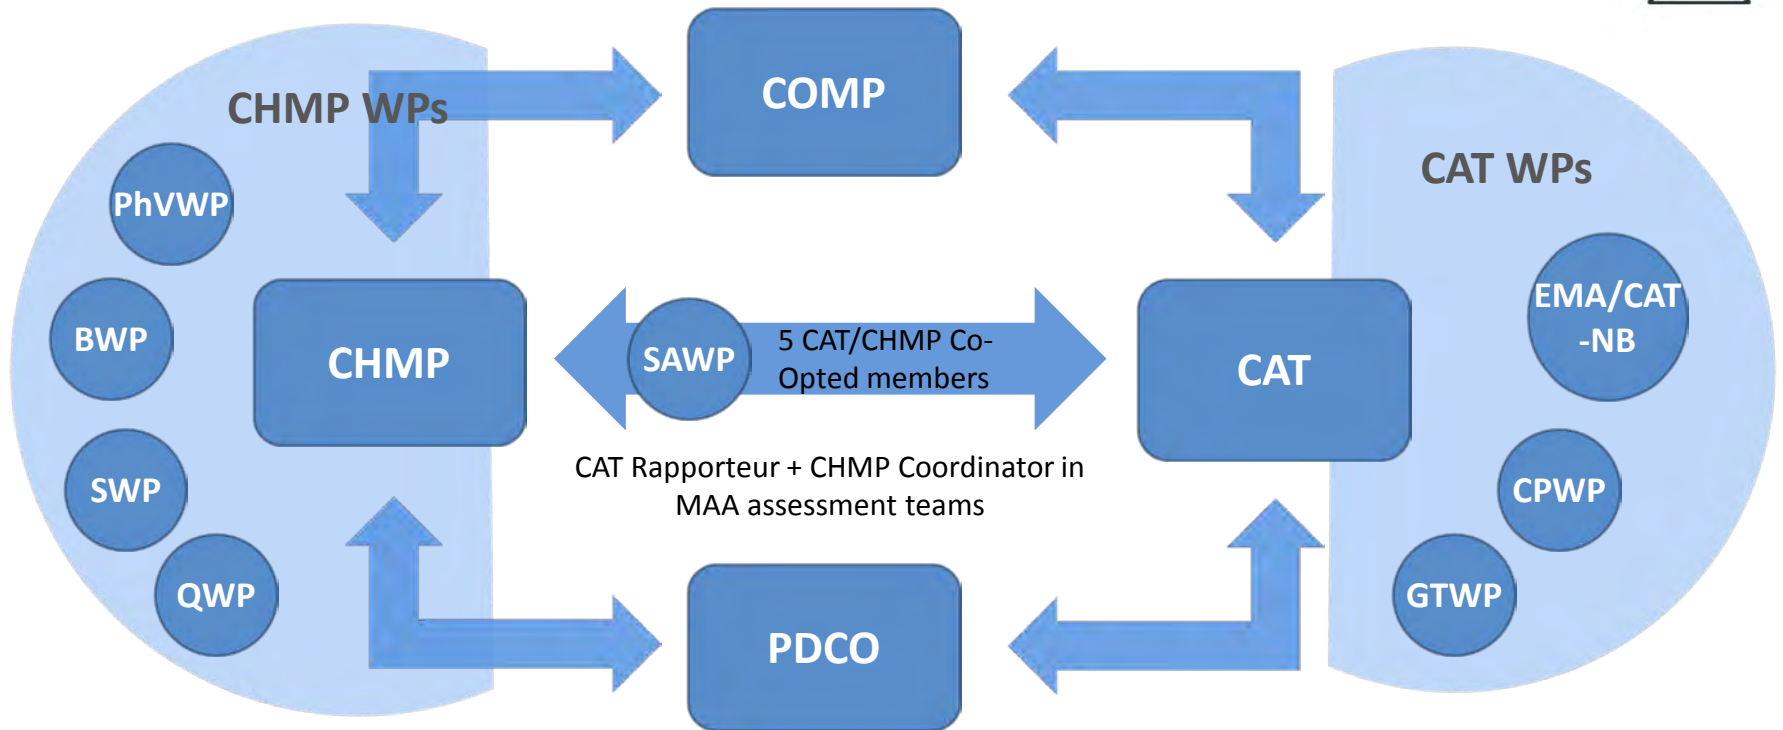 COMP
CHMP WPs
CAT WPs
PhVWP
EMA/CAT
-NB
BWP
CHMP
SAWP
5 CAT/CHMP Co-
Opted members
CAT
CAT Rapporteur + CHMP Coordinator in
MAA assessment teams
SWP
CPWP
QWP
GTWP
PDCO